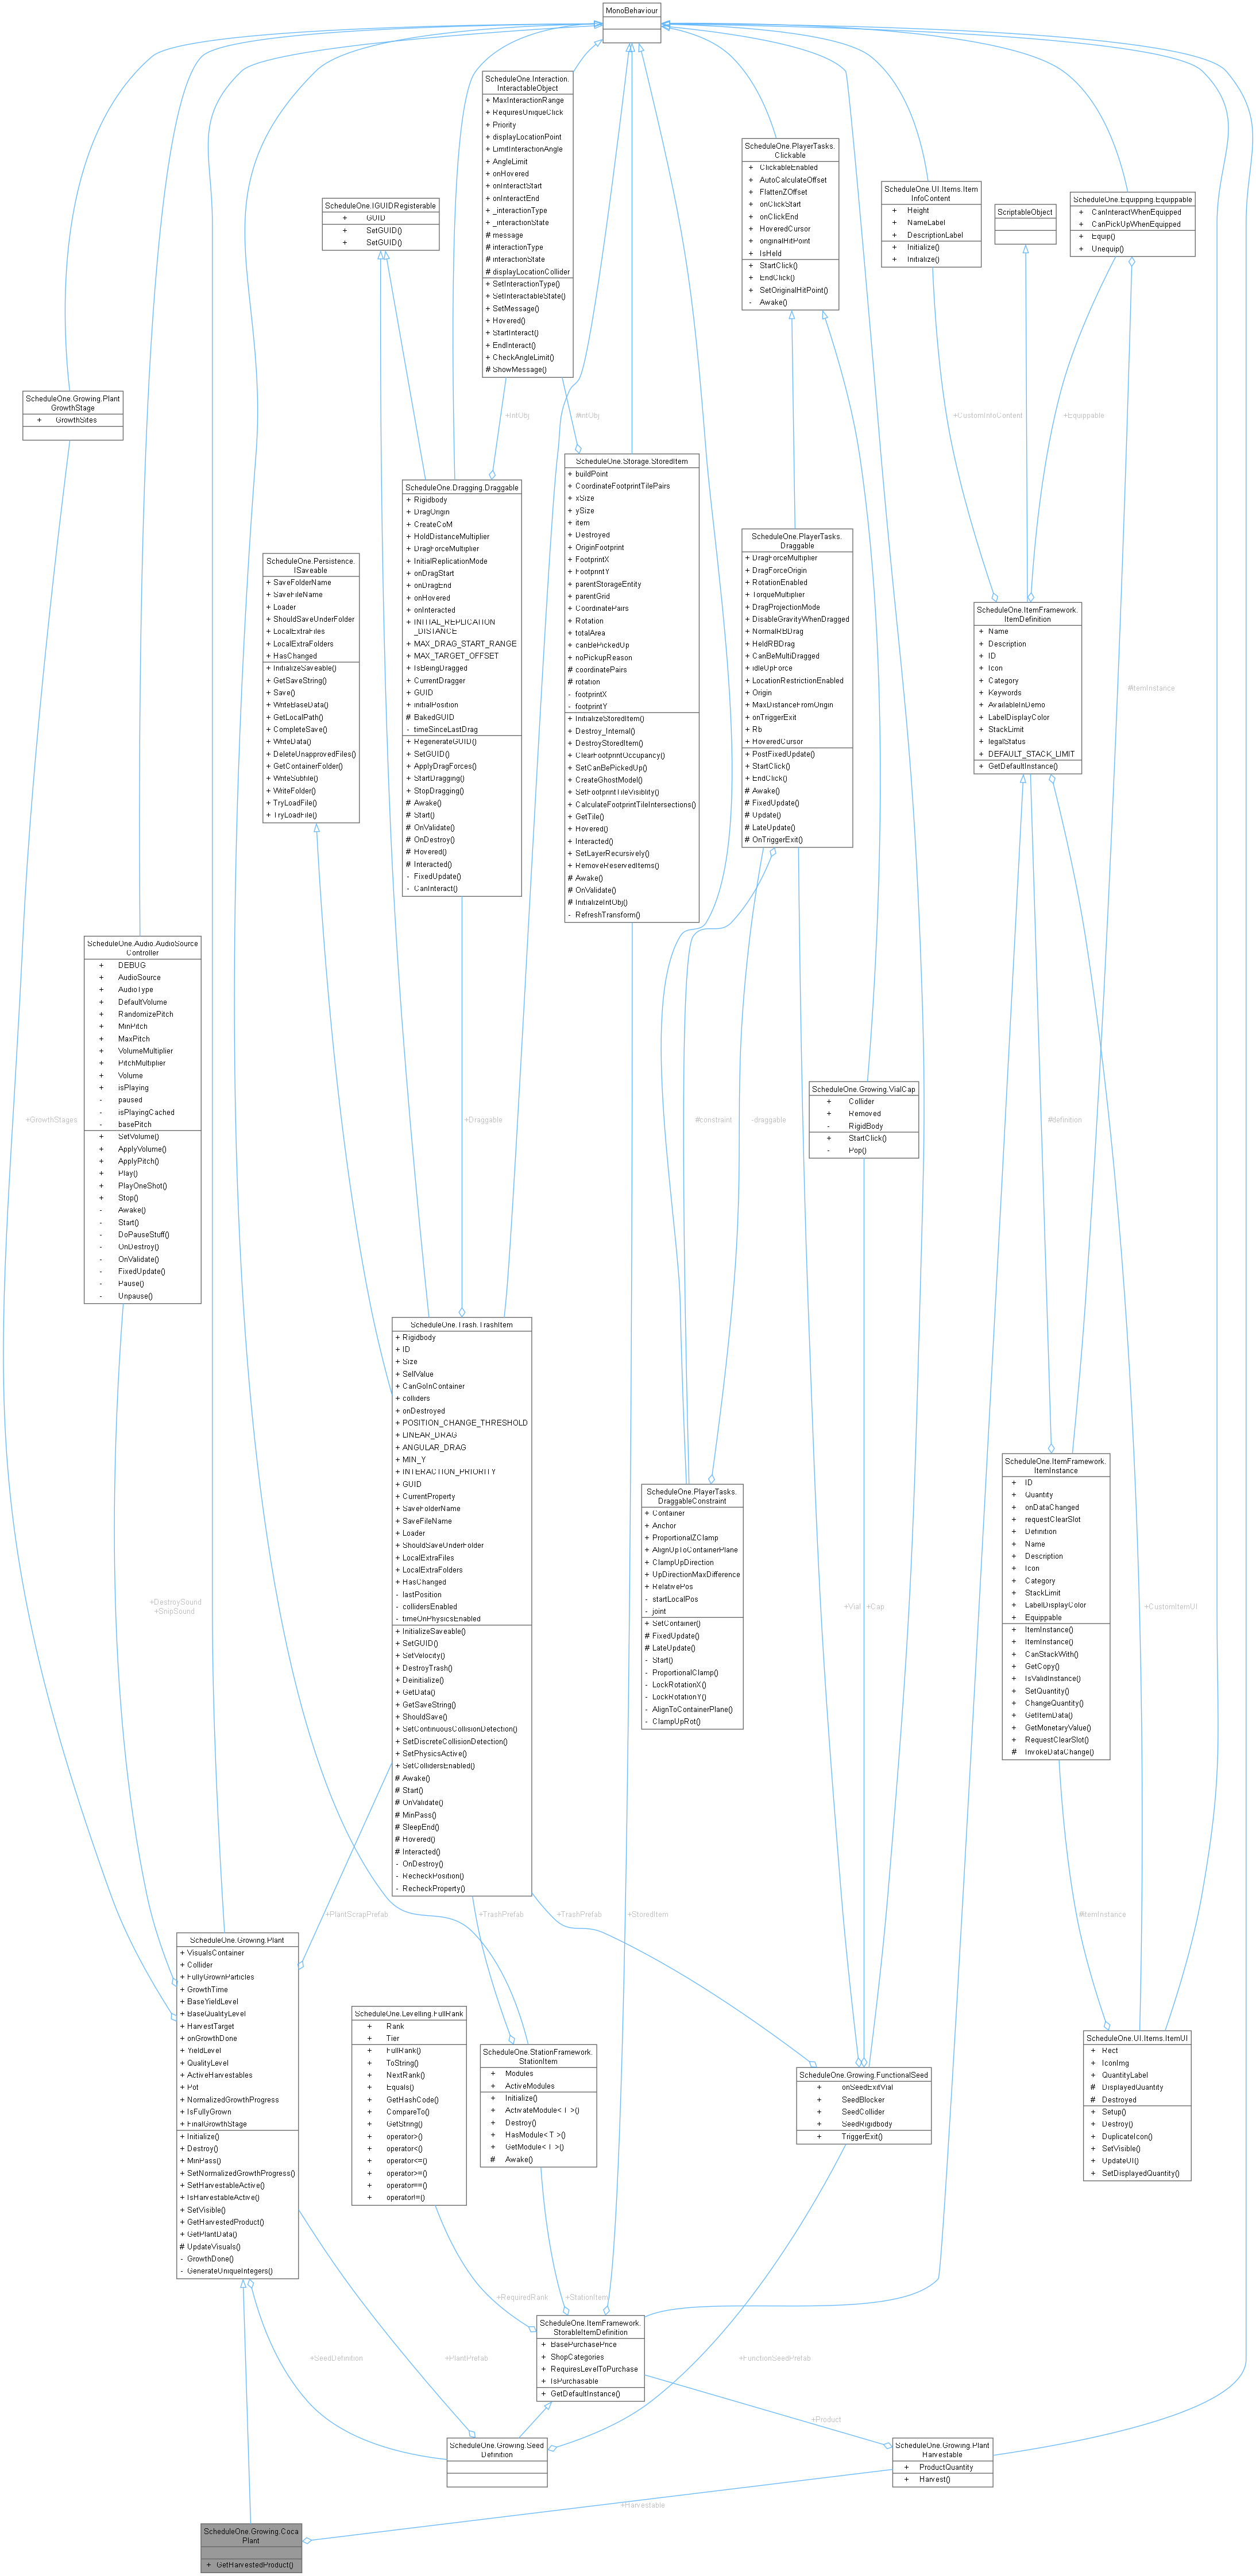 MonoBehaviour
ScheduleOne.Interaction.
InteractableObject
+ MaxInteractionRange
+ RequiresUniqueClick
+ Priority
+ displayLocationPoint
+ LimitInteractionAngle
+ AngleLimit
+ onHovered
+ onInteractStart
+ onInteractEnd
+ _interactionType
+ _interactionState
# message
# interactionType
# interactionState
# displayLocationCollider
+ SetInteractionType()
+ SetInteractableState()
+ SetMessage()
+ Hovered()
+ StartInteract()
+ EndInteract()
+ CheckAngleLimit()
# ShowMessage()
ScheduleOne.PlayerTasks.
Clickable
+ ClickableEnabled
+ AutoCalculateOffset
+ FlattenZOffset
+ onClickStart
+ onClickEnd
+ HoveredCursor
+ originalHitPoint
+ IsHeld
+ StartClick()
+ EndClick()
+ SetOriginalHitPoint()
- Awake()
ScheduleOne.UI.Items.Item
InfoContent
+ Height
+ NameLabel
+ DescriptionLabel
+ Initialize()
+ Initialize()
ScriptableObject
ScheduleOne.Equipping.Equippable
+ CanInteractWhenEquipped
+ CanPickUpWhenEquipped
+ Equip()
+ Unequip()
ScheduleOne.IGUIDRegisterable
+ GUID
+ SetGUID()
+ SetGUID()
ScheduleOne.Growing.Plant
GrowthStage
+ GrowthSites
+IntObj
#IntObj
+CustomInfoContent
+Equippable
ScheduleOne.Dragging.Draggable
+ Rigidbody
+ DragOrigin
+ CreateCoM
+ HoldDistanceMultiplier
+ DragForceMultiplier
+ InitialReplicationMode
+ onDragStart
+ onDragEnd
+ onHovered
+ onInteracted
+ INITIAL_REPLICATION
_DISTANCE
+ MAX_DRAG_START_RANGE
+ MAX_TARGET_OFFSET
+ IsBeingDragged
+ CurrentDragger
+ GUID
+ initialPosition
# BakedGUID
- timeSinceLastDrag
+ RegenerateGUID()
+ SetGUID()
+ ApplyDragForces()
+ StartDragging()
+ StopDragging()
# Awake()
# Start()
# OnValidate()
# OnDestroy()
# Hovered()
# Interacted()
- FixedUpdate()
- CanInteract()
ScheduleOne.Storage.StoredItem
+ buildPoint
+ CoordinateFootprintTilePairs
+ xSize
+ ySize
+ item
+ Destroyed
+ OriginFootprint
+ FootprintX
+ FootprintY
+ parentStorageEntity
+ parentGrid
+ CoordinatePairs
+ Rotation
+ totalArea
+ canBePickedUp
+ noPickupReason
# coordinatePairs
# rotation
- footprintX
- footprintY
+ InitializeStoredItem()
+ Destroy_Internal()
+ DestroyStoredItem()
+ ClearFootprintOccupancy()
+ SetCanBePickedUp()
+ CreateGhostModel()
+ SetFootprintTileVisiblity()
+ CalculateFootprintTileIntersections()
+ GetTile()
+ Hovered()
+ Interacted()
+ SetLayerRecursively()
+ RemoveReservedItems()
# Awake()
# OnValidate()
# InitializeIntObj()
- RefreshTransform()
ScheduleOne.PlayerTasks.
Draggable
+ DragForceMultiplier
+ DragForceOrigin
+ RotationEnabled
+ TorqueMultiplier
+ DragProjectionMode
+ DisableGravityWhenDragged
+ NormalRBDrag
+ HeldRBDrag
+ CanBeMultiDragged
+ idleUpForce
+ LocationRestrictionEnabled
+ Origin
+ MaxDistanceFromOrigin
+ onTriggerExit
+ Rb
+ HoveredCursor
+ PostFixedUpdate()
+ StartClick()
+ EndClick()
# Awake()
# FixedUpdate()
# Update()
# LateUpdate()
# OnTriggerExit()
ScheduleOne.Persistence.
ISaveable
+ SaveFolderName
+ SaveFileName
+ Loader
+ ShouldSaveUnderFolder
+ LocalExtraFiles
+ LocalExtraFolders
+ HasChanged
+ InitializeSaveable()
+ GetSaveString()
+ Save()
+ WriteBaseData()
+ GetLocalPath()
+ CompleteSave()
+ WriteData()
+ DeleteUnapprovedFiles()
+ GetContainerFolder()
+ WriteSubfile()
+ WriteFolder()
+ TryLoadFile()
+ TryLoadFile()
ScheduleOne.ItemFramework.
ItemDefinition
+ Name
+ Description
+ ID
+ Icon
+ Category
+ Keywords
+ AvailableInDemo
+ LabelDisplayColor
+ StackLimit
+ legalStatus
+ DEFAULT_STACK_LIMIT
+ GetDefaultInstance()
#itemInstance
ScheduleOne.Audio.AudioSource
Controller
+ DEBUG
+ AudioSource
+ AudioType
+ DefaultVolume
+ RandomizePitch
+ MinPitch
+ MaxPitch
+ VolumeMultiplier
+ PitchMultiplier
+ Volume
+ isPlaying
- paused
- isPlayingCached
- basePitch
+ SetVolume()
+ ApplyVolume()
+ ApplyPitch()
+ Play()
+ PlayOneShot()
+ Stop()
- Awake()
- Start()
- DoPauseStuff()
- OnDestroy()
- OnValidate()
- FixedUpdate()
- Pause()
- Unpause()
ScheduleOne.Growing.VialCap
+ Collider
+ Removed
- RigidBody
+ StartClick()
- Pop()
+GrowthStages
+Draggable
#constraint
-draggable
#definition
ScheduleOne.Trash.TrashItem
+ Rigidbody
+ ID
+ Size
+ SellValue
+ CanGoInContainer
+ colliders
+ onDestroyed
+ POSITION_CHANGE_THRESHOLD
+ LINEAR_DRAG
+ ANGULAR_DRAG
+ MIN_Y
+ INTERACTION_PRIORITY
+ GUID
+ CurrentProperty
+ SaveFolderName
+ SaveFileName
+ Loader
+ ShouldSaveUnderFolder
+ LocalExtraFiles
+ LocalExtraFolders
+ HasChanged
- lastPosition
- collidersEnabled
- timeOnPhysicsEnabled
+ InitializeSaveable()
+ SetGUID()
+ SetVelocity()
+ DestroyTrash()
+ Deinitialize()
+ GetData()
+ GetSaveString()
+ ShouldSave()
+ SetContinuousCollisionDetection()
+ SetDiscreteCollisionDetection()
+ SetPhysicsActive()
+ SetCollidersEnabled()
# Awake()
# Start()
# OnValidate()
# MinPass()
# SleepEnd()
# Hovered()
# Interacted()
- OnDestroy()
- RecheckPosition()
- RecheckProperty()
ScheduleOne.PlayerTasks.
DraggableConstraint
+ Container
+ Anchor
+ ProportionalZClamp
+ AlignUpToContainerPlane
+ ClampUpDirection
+ UpDirectionMaxDifference
+ RelativePos
- startLocalPos
- joint
+ SetContainer()
# FixedUpdate()
# LateUpdate()
- Start()
- ProportionalClamp()
- LockRotationX()
- LockRotationY()
- AlignToContainerPlane()
- ClampUpRot()
ScheduleOne.ItemFramework.
ItemInstance
+ ID
+ Quantity
+ onDataChanged
+ requestClearSlot
+ Definition
+ Name
+ Description
+ Icon
+ Category
+ StackLimit
+ LabelDisplayColor
+ Equippable
+ ItemInstance()
+ ItemInstance()
+ CanStackWith()
+ GetCopy()
+ IsValidInstance()
+ SetQuantity()
+ ChangeQuantity()
+ GetItemData()
+ GetMonetaryValue()
+ RequestClearSlot()
# InvokeDataChange()
+DestroySound
+SnipSound
+Vial
+Cap
+CustomItemUI
+PlantScrapPrefab
+TrashPrefab
+TrashPrefab
+StoredItem
#itemInstance
ScheduleOne.Growing.Plant
+ VisualsContainer
+ Collider
+ FullyGrownParticles
+ GrowthTime
+ BaseYieldLevel
+ BaseQualityLevel
+ HarvestTarget
+ onGrowthDone
+ YieldLevel
+ QualityLevel
+ ActiveHarvestables
+ Pot
+ NormalizedGrowthProgress
+ IsFullyGrown
+ FinalGrowthStage
+ Initialize()
+ Destroy()
+ MinPass()
+ SetNormalizedGrowthProgress()
+ SetHarvestableActive()
+ IsHarvestableActive()
+ SetVisible()
+ GetHarvestedProduct()
+ GetPlantData()
# UpdateVisuals()
- GrowthDone()
- GenerateUniqueIntegers()
ScheduleOne.Levelling.FullRank
+ Rank
+ Tier
+ FullRank()
+ ToString()
+ NextRank()
+ Equals()
+ GetHashCode()
+ CompareTo()
+ GetString()
+ operator>()
+ operator<()
+ operator<=()
+ operator>=()
+ operator==()
+ operator!=()
ScheduleOne.StationFramework.
StationItem
+ Modules
+ ActiveModules
+ Initialize()
+ ActivateModule< T >()
+ Destroy()
+ HasModule< T >()
+ GetModule< T >()
# Awake()
ScheduleOne.Growing.FunctionalSeed
+ onSeedExitVial
+ SeedBlocker
+ SeedCollider
+ SeedRigidbody
+ TriggerExit()
ScheduleOne.UI.Items.ItemUI
+ Rect
+ IconImg
+ QuantityLabel
# DisplayedQuantity
# Destroyed
+ Setup()
+ Destroy()
+ DuplicateIcon()
+ SetVisible()
+ UpdateUI()
+ SetDisplayedQuantity()
+RequiredRank
+StationItem
ScheduleOne.ItemFramework.
StorableItemDefinition
+ BasePurchasePrice
+ ShopCategories
+ RequiresLevelToPurchase
+ IsPurchasable
+ GetDefaultInstance()
+SeedDefinition
+PlantPrefab
+FunctionSeedPrefab
+Product
ScheduleOne.Growing.Seed
Definition
ScheduleOne.Growing.Plant
Harvestable
+ ProductQuantity
+ Harvest()
+Harvestable
ScheduleOne.Growing.Coca
Plant
+ GetHarvestedProduct()